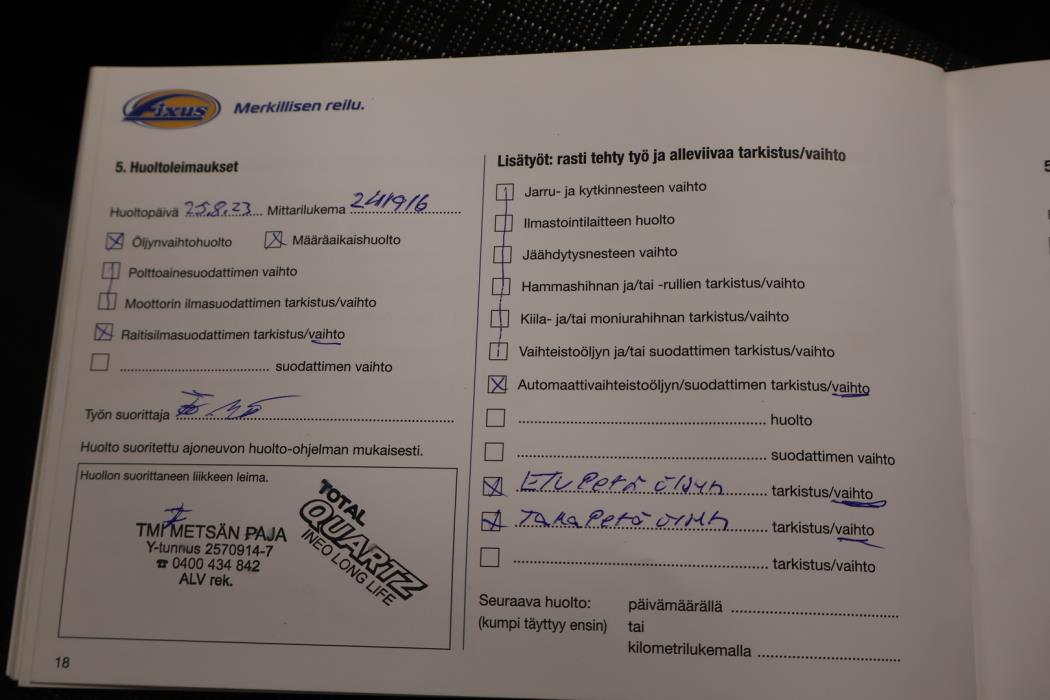 Fixus Merkillisen reilu.
5. Huoltoleimaukset
Huoltopäivä 25.8.23 Mittarilukema 241916
Öljynvaihtohuolto Määräaikaishuolto
Polttoainesuodattimen vaihto
Moottorin ilmasuodattimen tarkistus/vaihto
Raitisilmasuodattimen tarkistus/vaihto
suodattimen vaihto
Työn suorittaja
Huolto suoritettu ajoneuvon huolto-ohjelman mukaisesti.
Huollon suorittaneen liikkeen leima.
TMI METSÄN PAJA
Y-tunnus 2570914-7
☎ 0400 434 842
ALV rek.
TOTAL
QUARTZ
INEO LONG LIFE
18
Lisätyöt: rasti tehty työ ja alleviivaa tarkistus/vaihto
Jarru- ja kytkinnesteen vaihto
Ilmastointilaitteen huolto
Jäähdytysnesteen vaihto
Hammashihnan ja/tai -rullien tarkistus/vaihto
Kiila- ja/tai moniurahihnan tarkistus/vaihto
Vaihteistoöljyn ja/tai suodattimen tarkistus/vaihto
Automaattivaihteistoöljyn/suodattimen tarkistus/vaihto
huolto
suodattimen vaihto
ETU Perä öljyn tarkistus/vaihto
TAKA Perä tarkistus/vaihto
tarkistus/vaihto
Seuraava huolto: päivämäärällä
(kumpi täyttyy ensin) tai
kilometrilukemalla